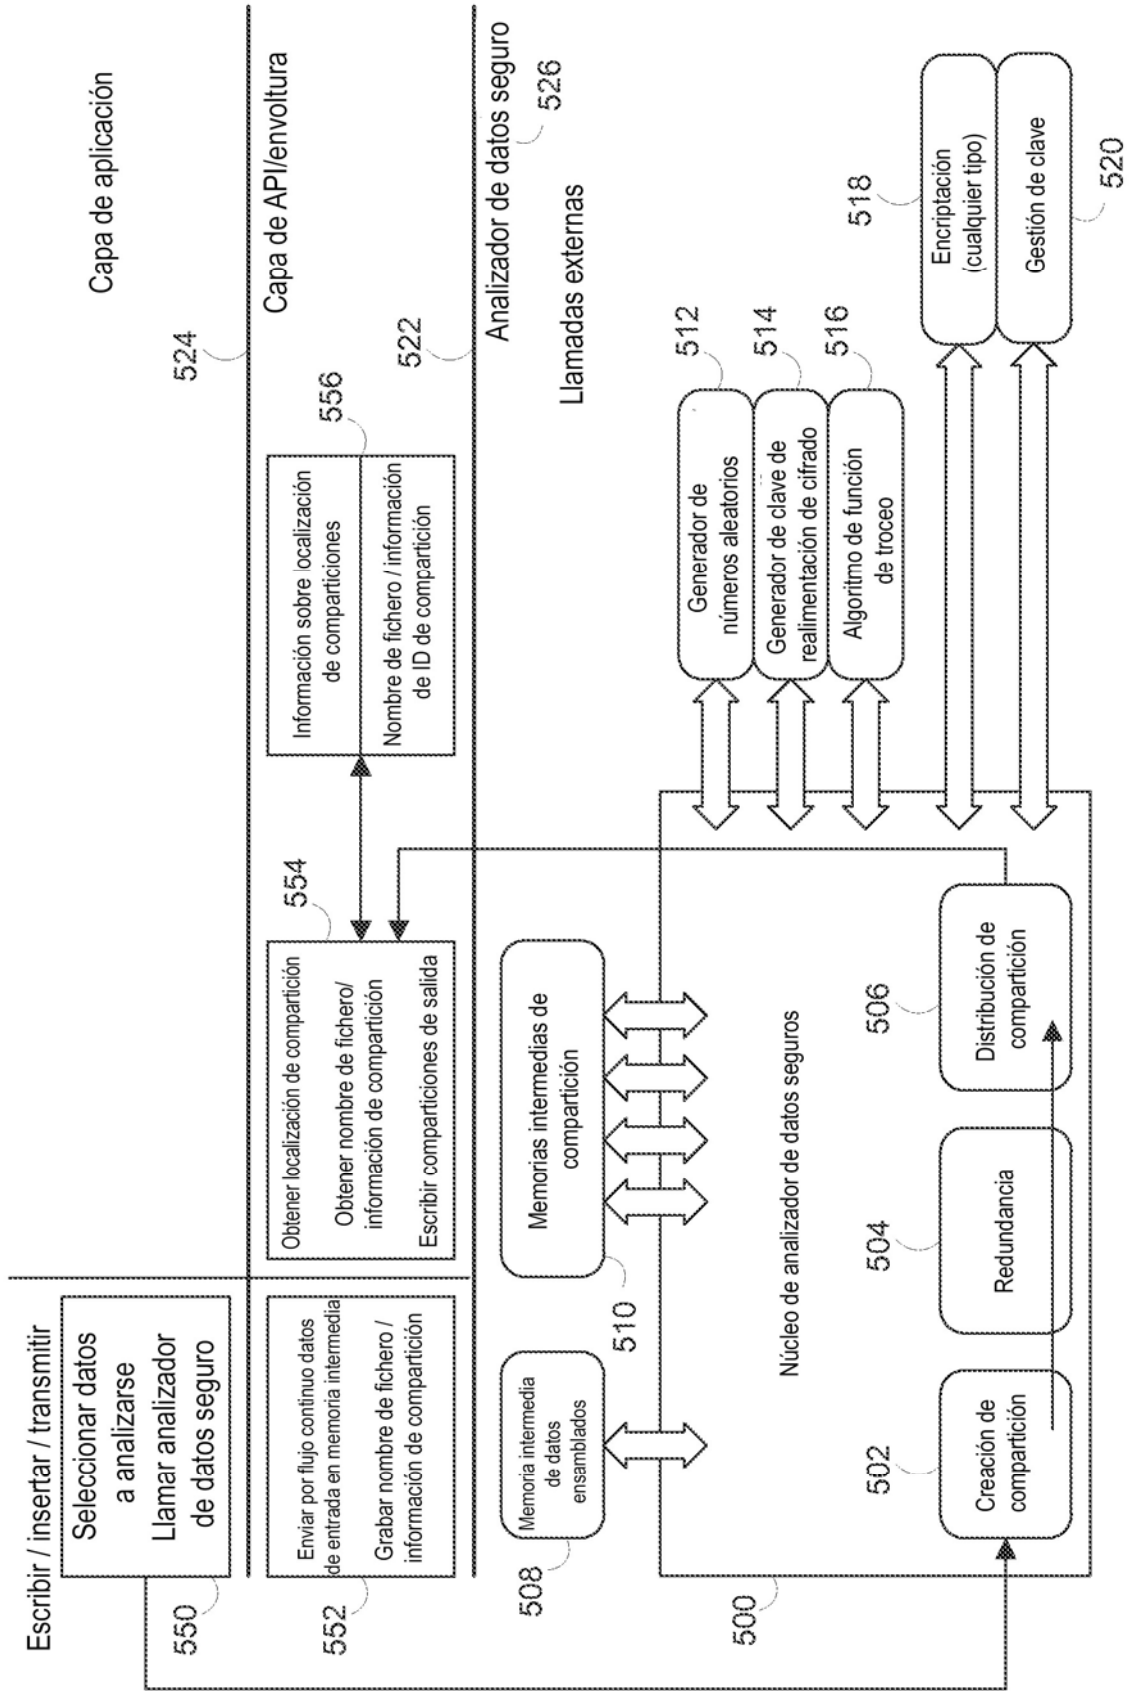 Escribir / insertar / transmitir
Seleccionar datos
a analizarse
Llamar analizador
de datos seguro
550
Capa de aplicación
524
Enviar por flujo continuo datos
de entrada en memoria intermedia
Grabar nombre de fichero /
información de compartición
552
Obtener localización de compartición
Obtener nombre de fichero/
información de compartición
Escribir comparticiones de salida
554
Información sobre localización
de comparticiones
Nombre de fichero / información
de ID de compartición
556
Capa de API/envoltura
522
Analizador de datos seguro
526
Memoria intermedia
de datos
ensamblados
508
Memorias intermedias de
compartición
510
Llamadas externas
Núcleo de analizador de datos seguros
500
Generador de
números aleatorios
512
Generador de clave de
realimentación de cifrado
514
Algoritmo de función
de troceo
516
Encriptación
(cualquier tipo)
518
Gestión de clave
520
Creación de
compartición
502
Redundancia
504
Distribución de
compartición
506